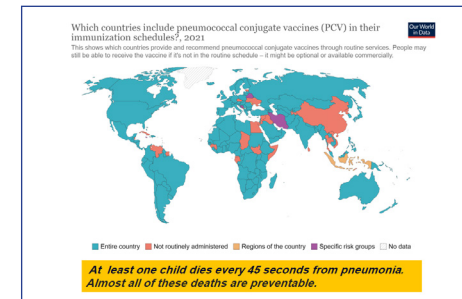 Which countries include pneumococcal conjugate vaccines (PCV) in their
immunization schedules?, 2021
Our World
in Data
This shows which countries provide and recommend pneumococcal conjugate vaccines through routine services. People may
still be able to receive the vaccine if it's not in the routine schedule – it might be optional or available commercially.
Entire country Not routinely administered Regions of the country Specific risk groups No data
At least one child dies every 45 seconds from pneumonia.
Almost all of these deaths are preventable.